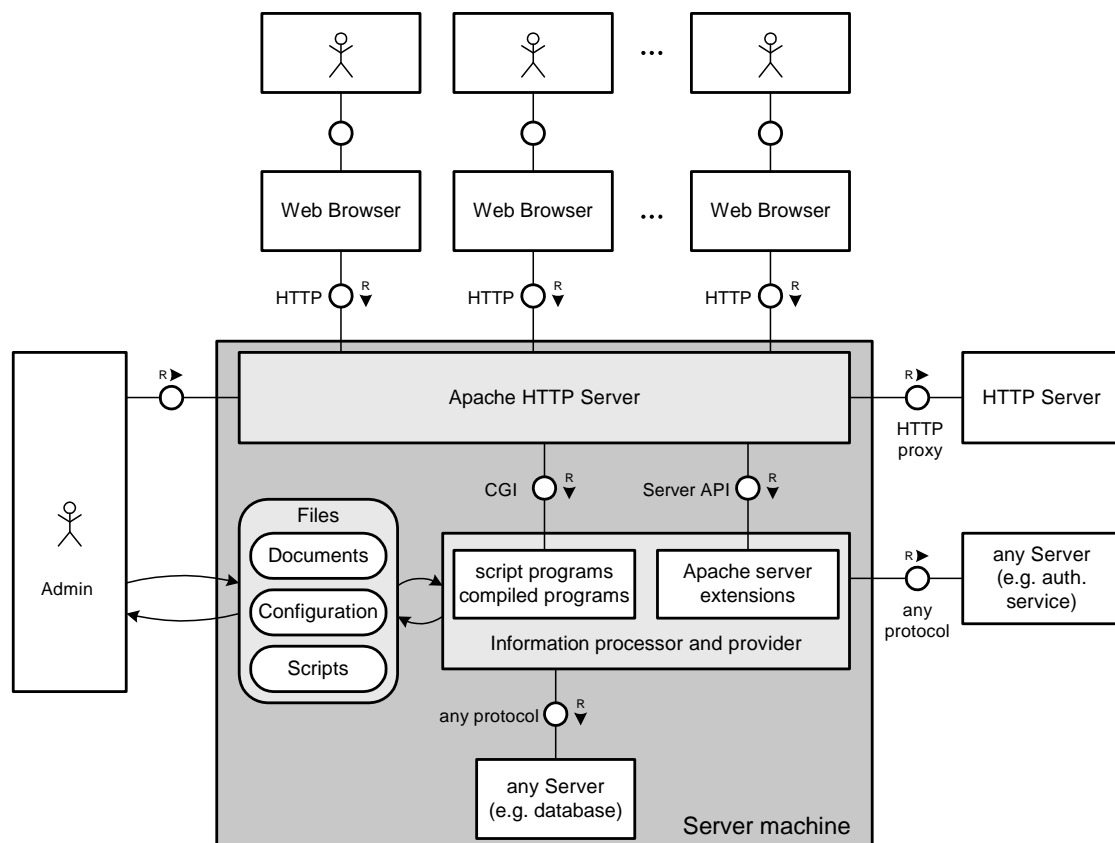 ...
Web Browser
Web Browser
...
Web Browser
HTTP
R
HTTP
R
HTTP
R
R
Apache HTTP Server
R
HTTP Server
HTTP
proxy
CGI
R
Server API
R
Files
Documents
Configuration
Scripts
Admin
script programs
compiled programs
Apache server
extensions
Information processor and provider
R
any Server
(e.g. auth.
service)
any
protocol
any protocol
R
any Server
(e.g. database)
Server machine